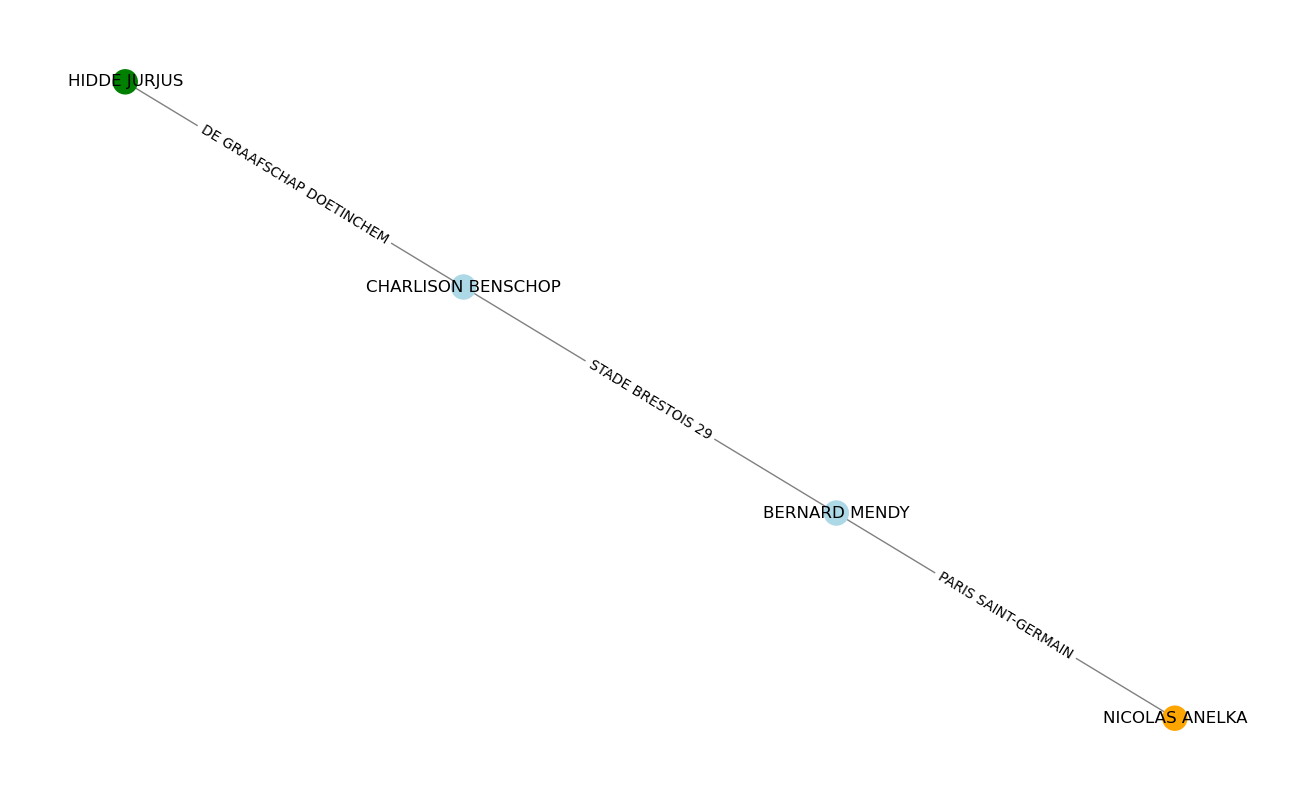 HIDDE JURJUS
DE GRAAFSCHAP DOETINCHEM
CHARLISON BENSCHOP
STADE BRESTOIS 29
BERNARD MENDY
PARIS SAINT-GERMAIN
NICOLAS ANELKA